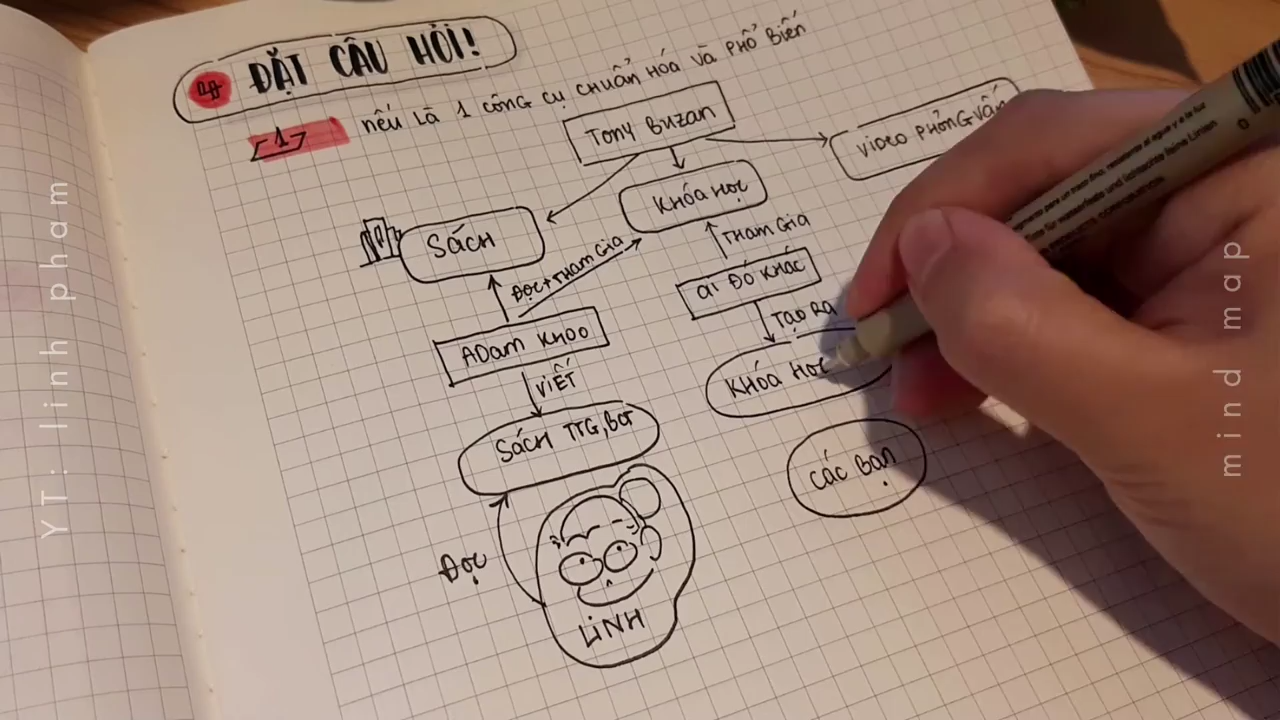 ĐẶT CÂU HỎI!
1
nếu là 1 công cụ chuẩn hóa và phổ biến
Tony Buzan
Video phỏng vấn
Khóa học
Sách
Đọc + tham gia
Tham gia
Ai đó khác
Adam Khoo
Tạo ra
Viết
Khóa học
Sách TTG, BCT
Các bạn
Đọc
LINH
YT: linh pham
mind map